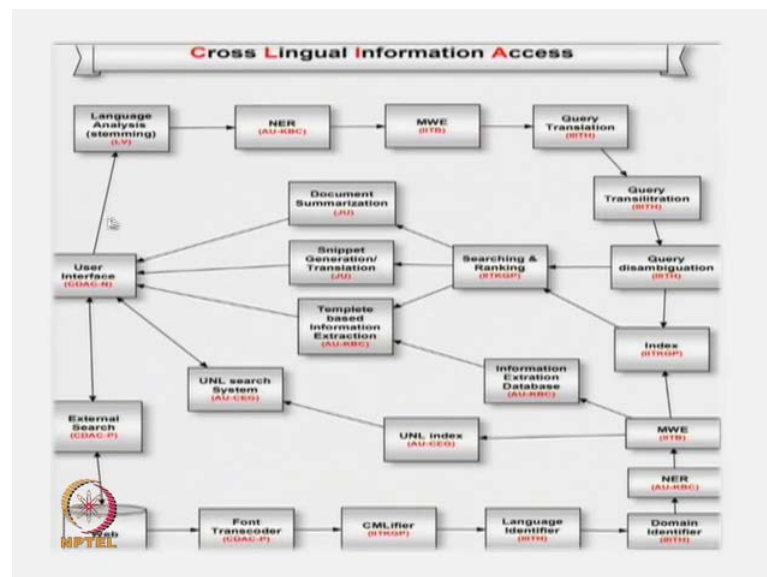 Cross Lingual Information Access
Language
Analysis
(stemming)
(LV)
NER
(AU-KBC)
MWE
(IITB)
Query
Translation
(IIITH)
Query
Transilitration
(IIITH)
Document
Summarization
(JU)
User
Interface
(CDAC-N)
Snippet
Generation/
Translation
(JU)
Searching &
Ranking
(IITKGP)
Query
disambiguation
(IIITH)
Templete
based
Information
Extraction
(AU-KBC)
Index
(IITKGP)
UNL search
System
(AU-CEG)
Information
Extration
Database
(AU-KBC)
External
Search
(CDAC-P)
UNL index
(AU-CEG)
MWE
(IITB)
NER
(AU-KBC)
Web
Font
Transcoder
(CDAC-P)
CMLifier
(IITKGP)
Language
Identifier
(IIITH)
Domain
Identifier
(IIITH)
NPTEL